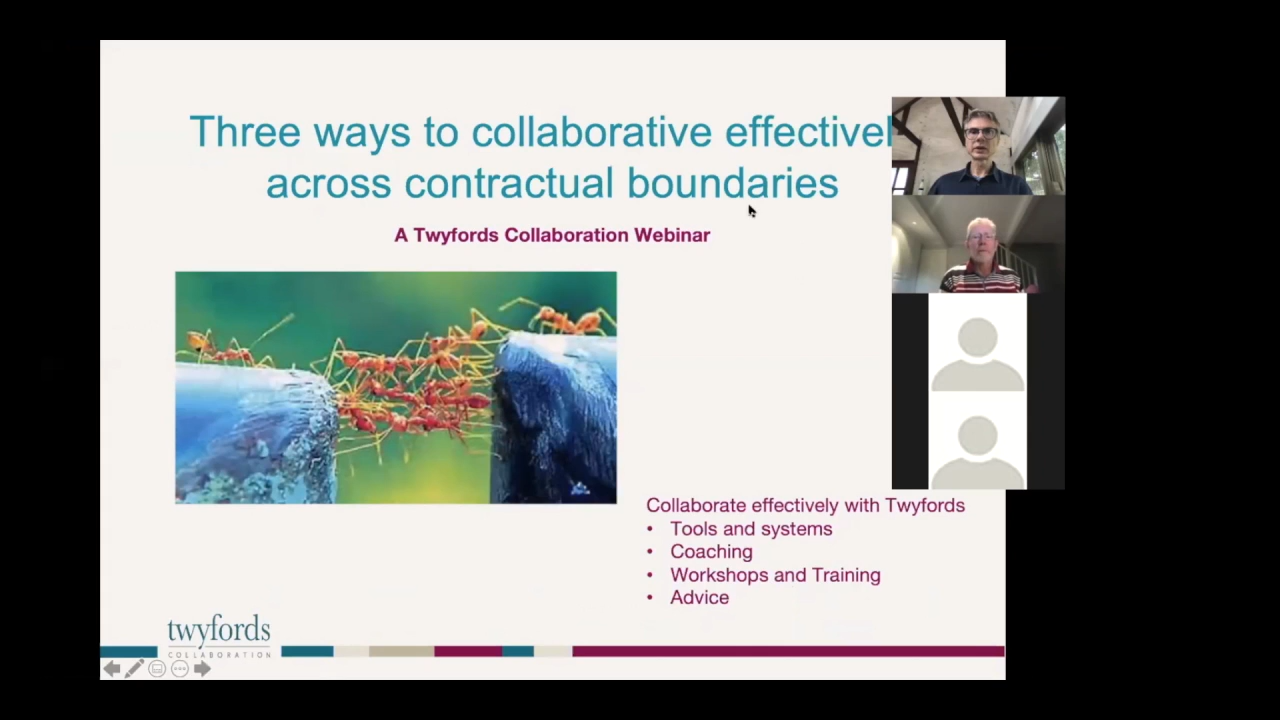 Three ways to collaborative effectivel
across contractual boundaries
A Twyfords Collaboration Webinar
Collaborate effectively with Twyfords
• Tools and systems
• Coaching
• Workshops and Training
• Advice
twyfords
COLLABORATION